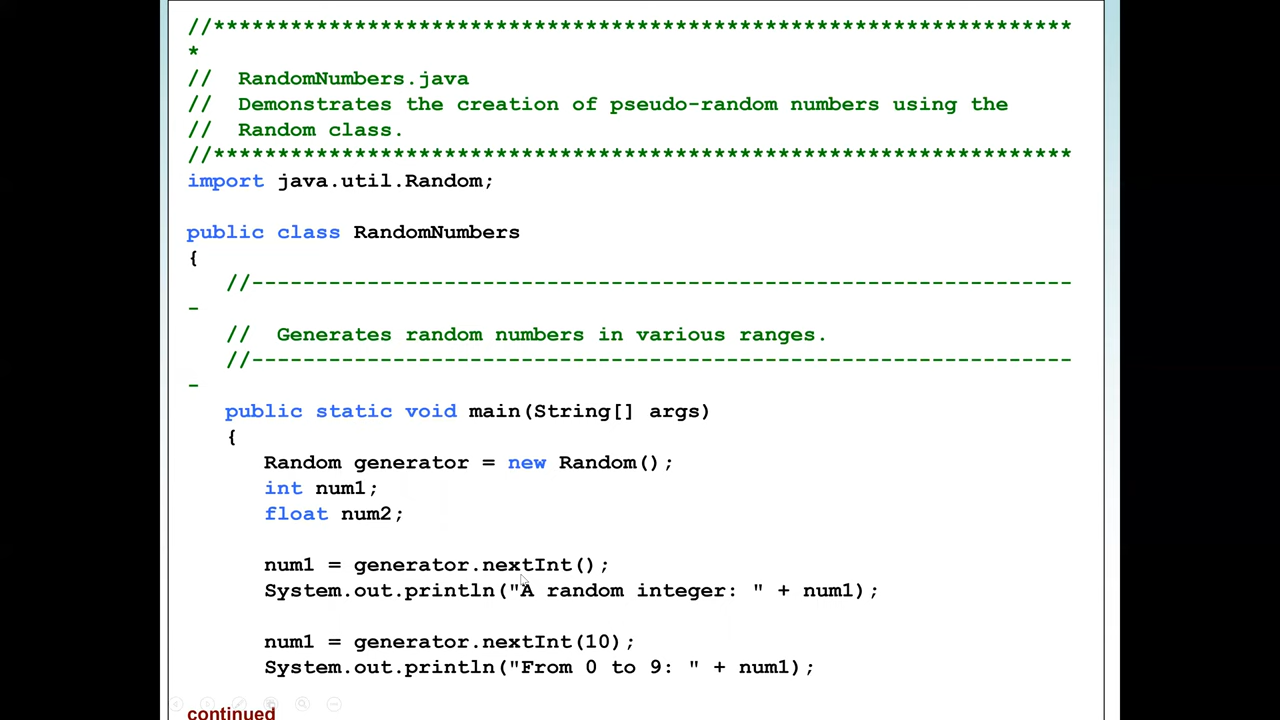 //*******************************************************************
*
//  RandomNumbers.java
//  Demonstrates the creation of pseudo-random numbers using the
//  Random class.
//*******************************************************************
import java.util.Random;
public class RandomNumbers
{
//----------------------------------------------------------------
-
//  Generates random numbers in various ranges.
//----------------------------------------------------------------
-
public static void main(String[] args)
{
Random generator = new Random();
int num1;
float num2;
num1 = generator.nextInt();
System.out.println("A random integer: " + num1);
num1 = generator.nextInt(10);
System.out.println("From 0 to 9: " + num1);
continued